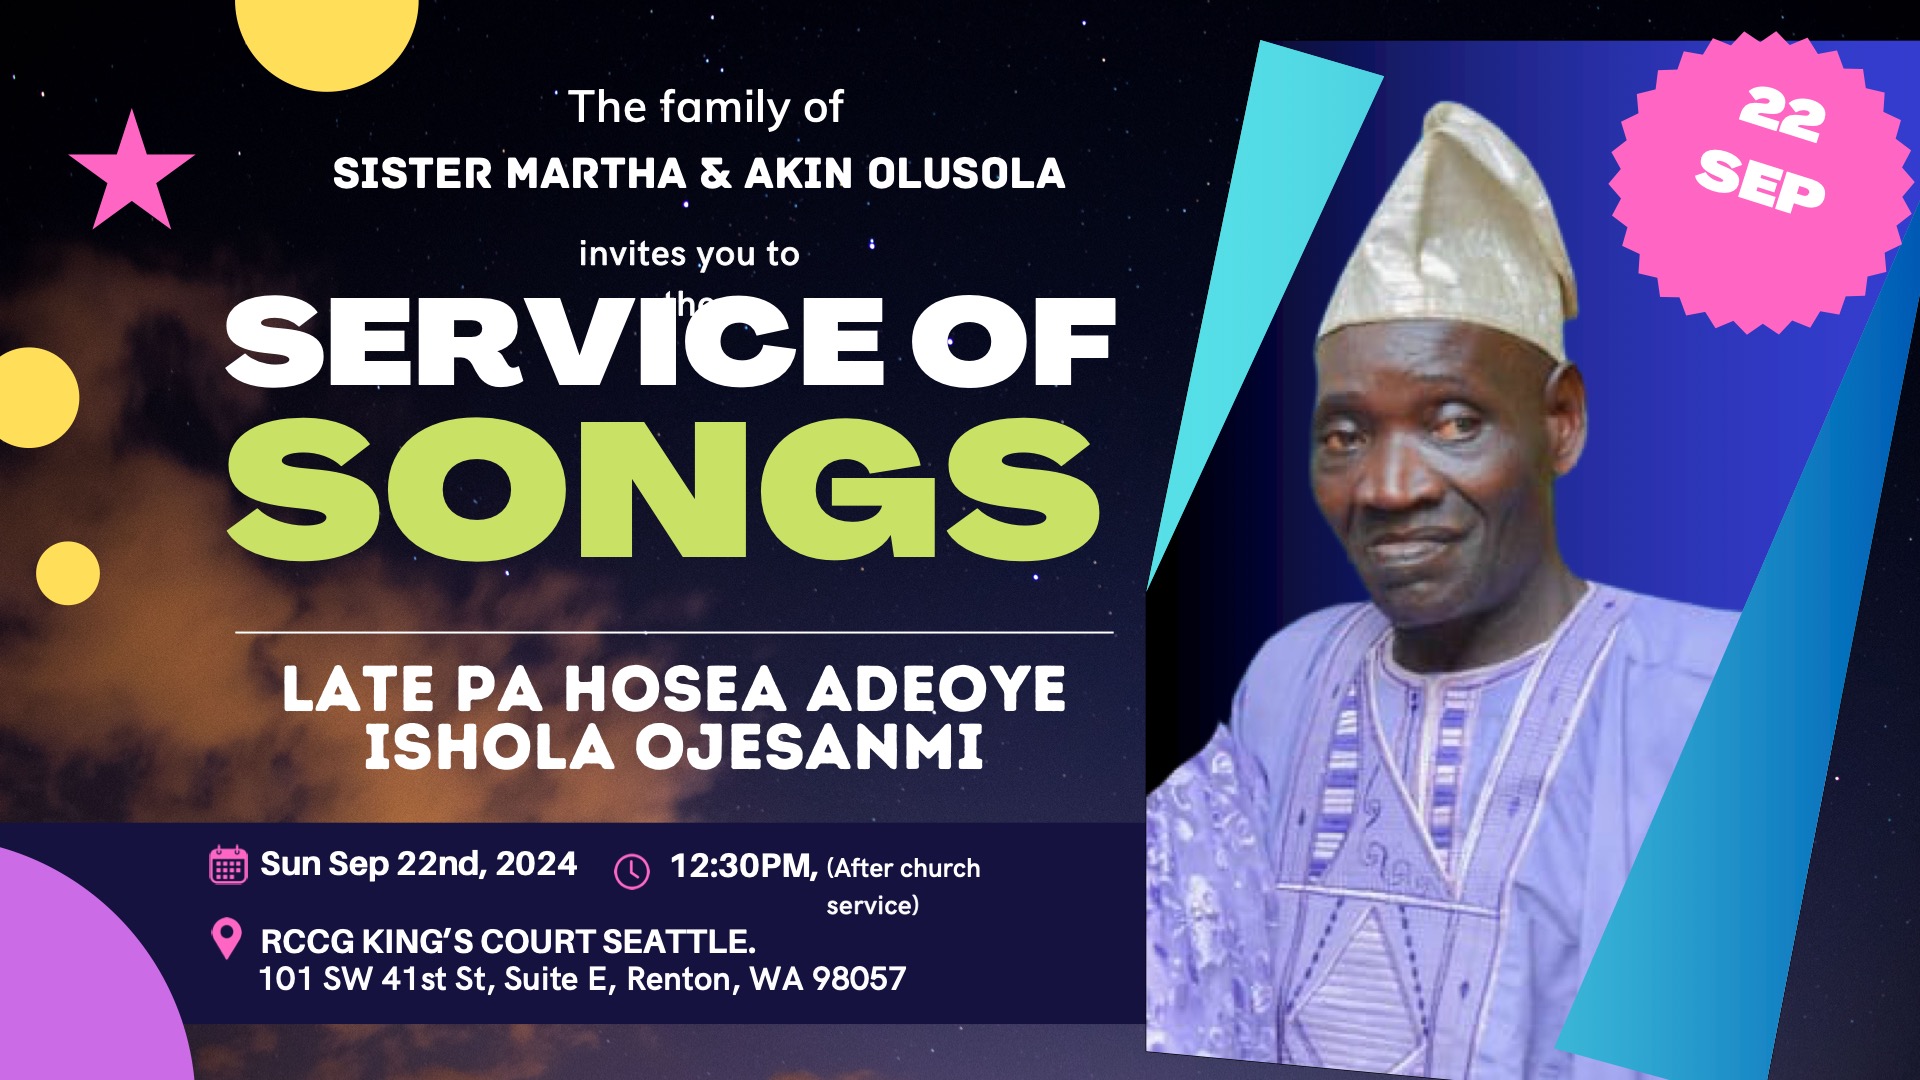 The family of
SISTER MARTHA & AKIN OLUSOLA
invites you to
the
SERVICE OF
SONGS
LATE PA HOSEA ADEOYE
ISHOLA OJESANMI
Sun Sep 22nd, 2024
12:30PM, (After church
service)
RCCG KING’S COURT SEATTLE.
101 SW 41st St, Suite E, Renton, WA 98057
22
SEP